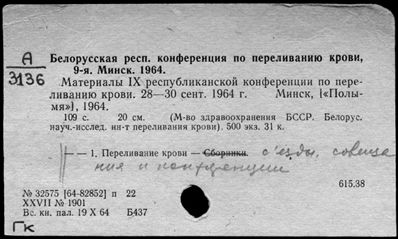 А
3136
Белорусская респ. конференция по переливанию крови,
9-я. Минск. 1964.
Материалы IX республиканской конференции по пере-
ливанию крови. 28—30 сент. 1964 г. Минск, [«Полы-
мя»], 1964.
109 с. 20 см. (М-во здравоохранения БССР. Белорус.
науч.-исслед. ин-т переливания крови). 500 экз. 31 к.
— 1. Переливание крови — Сборники. съезды, совеща
ния и конференции
615.38
№ 32575 [64-82852] п 22
XXVII № 1901
Вс. кн. пал. 19 X 64 Б437
Гк